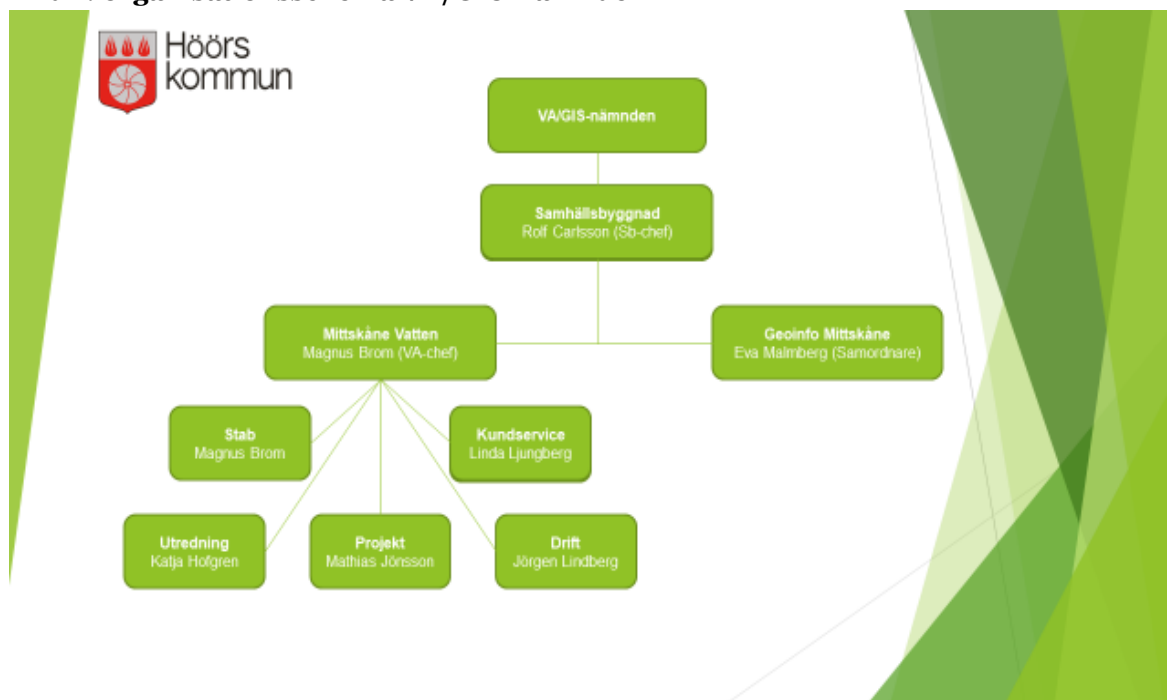 Höörs
kommun
VA/GIS-nämnden
Samhällsbyggnad
Rolf Carlsson (Sb-chef)
Mittskåne Vatten
Magnus Brom (VA-chef)
Geoinfo Mittskåne
Eva Malmberg (Samordnare)
Stab
Magnus Brom
Kundservice
Linda Ljungberg
Utredning
Katja Hofgren
Projekt
Mathias Jönsson
Drift
Jörgen Lindberg